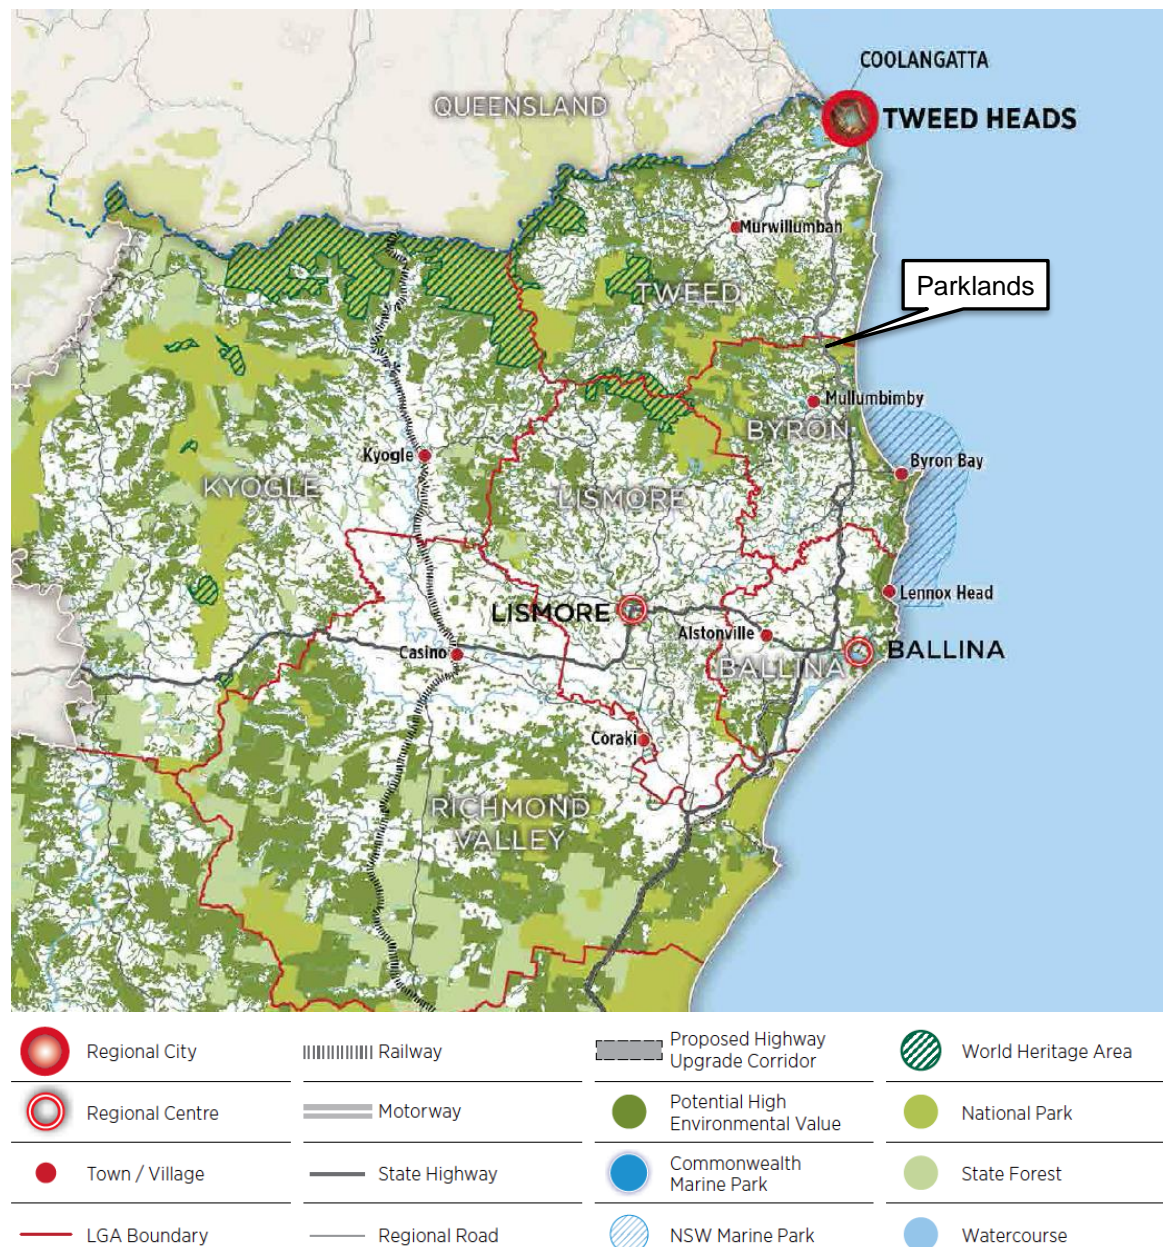 COOLANGATTA
QUEENSLAND
TWEED HEADS
Murwillumbah
Parklands
TWEED
Mullumbimby
BYRON
Kyogle
Byron Bay
KYOGLE
LISMORE
Lennox Head
LISMORE
Alstonville
Casino
BALLINA
BALLINA
Coraki
RICHMOND
VALLEY
Regional City
Railway
Proposed Highway
Upgrade Corridor
World Heritage Area
Regional Centre
Motorway
Potential High
Environmental Value
National Park
Town / Village
State Highway
Commonwealth
Marine Park
State Forest
LGA Boundary
Regional Road
NSW Marine Park
Watercourse